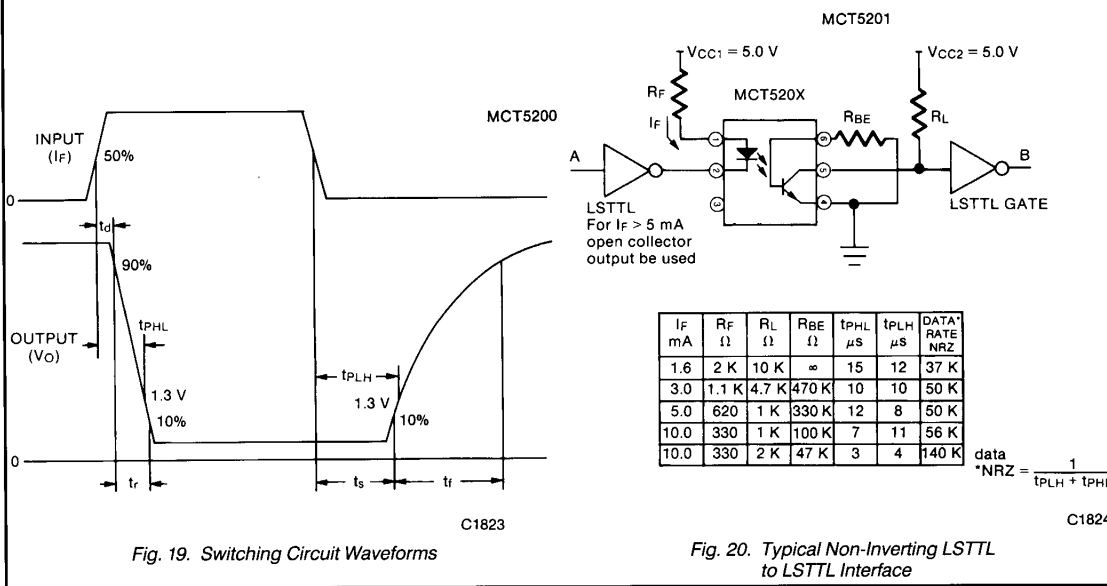 MCT5200
INPUT
(IF)
50%
0
td
90%
tPHL
OUTPUT
(VO)
1.3 V
10%
tPLH
1.3 V
10%
0
tr
ts
tf
C1823
Fig. 19. Switching Circuit Waveforms
MCT5201
VCC1 = 5.0 V
VCC2 = 5.0 V
RF
MCT520X
RBE
RL
IF
A
1
2
3
6
5
4
B
LSTTL
For IF > 5 mA
open collector
output be used
LSTTL GATE
IF mA RF Ω RL Ω RBE Ω tPHL μs tPLH μs DATA* RATE NRZ
1.6 2 K 10 K ∞ 15 12 37 K
3.0 1.1 K 4.7 K 470 K 10 10 50 K
5.0 620 1 K 330 K 12 8 50 K
10.0 330 1 K 100 K 7 11 56 K
10.0 330 2 K 47 K 3 4 140 K
data
*NRZ = 1 / tPLH + tPHL
C1824
Fig. 20. Typical Non-Inverting LSTTL
to LSTTL Interface